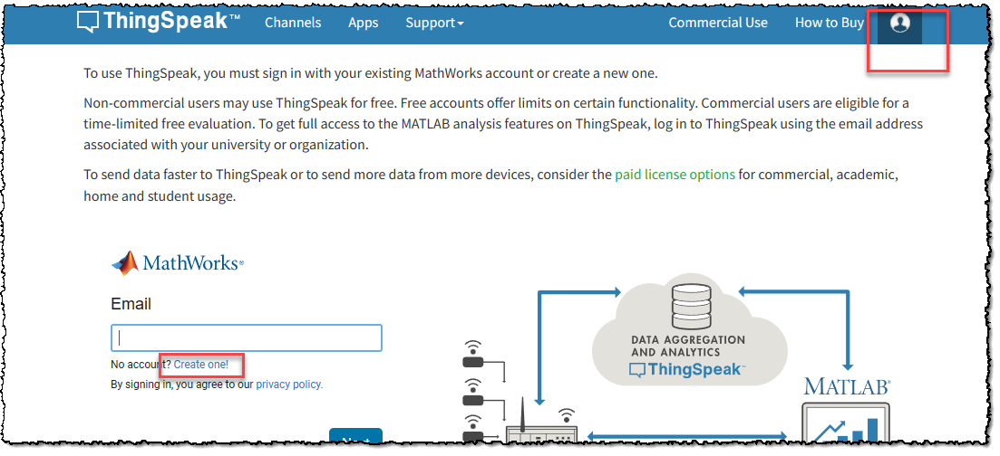 ThingSpeak™ Channels Apps Support Commercial Use How to Buy
To use ThingSpeak, you must sign in with your existing MathWorks account or create a new one.
Non-commercial users may use ThingSpeak for free. Free accounts offer limits on certain functionality. Commercial users are eligible for a
time-limited free evaluation. To get full access to the MATLAB analysis features on ThingSpeak, log in to ThingSpeak using the email address
associated with your university or organization.
To send data faster to ThingSpeak or to send more data from more devices, consider the paid license options for commercial, academic,
home and student usage.
MathWorks®
Email
No account? Create one!
By signing in, you agree to our privacy policy.
DATA AGGREGATION
AND ANALYTICS
ThingSpeak™
MATLAB®